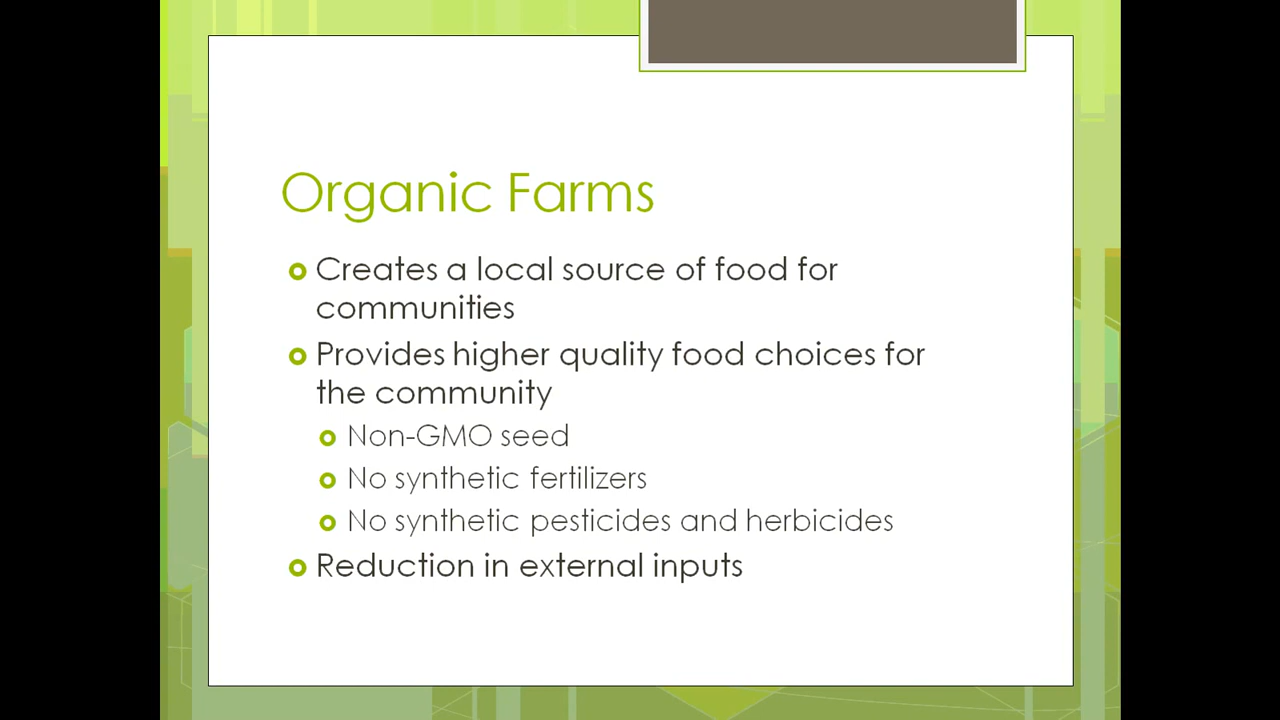 Organic Farms
Creates a local source of food for
communities
Provides higher quality food choices for
the community
Non-GMO seed
No synthetic fertilizers
No synthetic pesticides and herbicides
Reduction in external inputs